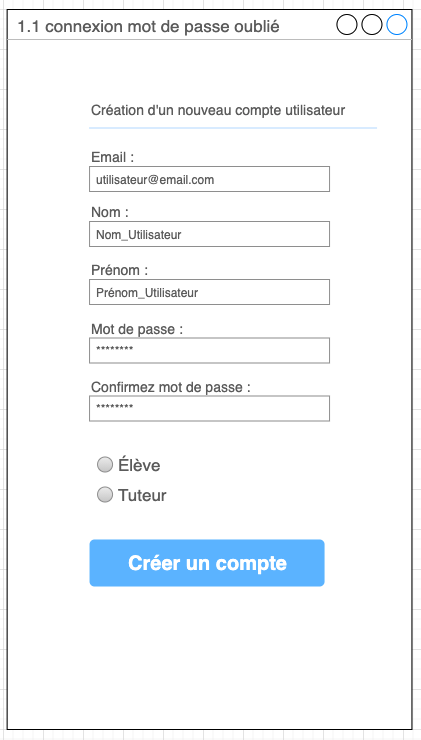 1.1 connexion mot de passe oublié
Création d'un nouveau compte utilisateur
Email :
utilisateur@email.com
Nom :
Nom_Utilisateur
Prénom :
Prénom_Utilisateur
Mot de passe :
********
Confirmez mot de passe :
********
Élève
Tuteur
Créer un compte